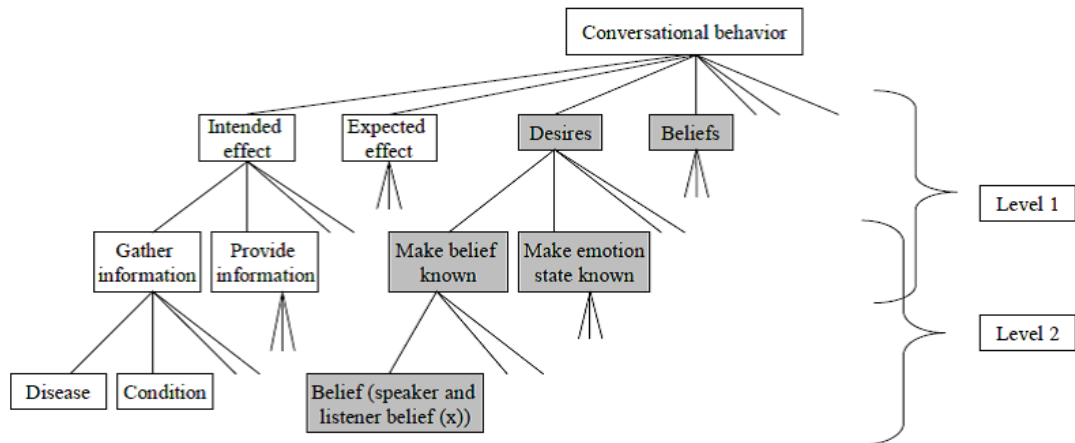 Conversational behavior
Intended
effect
Expected
effect
Desires
Beliefs
Level 1
Gather
information
Provide
information
Make belief
known
Make emotion
state known
Level 2
Disease
Condition
Belief (speaker and
listener belief (x))